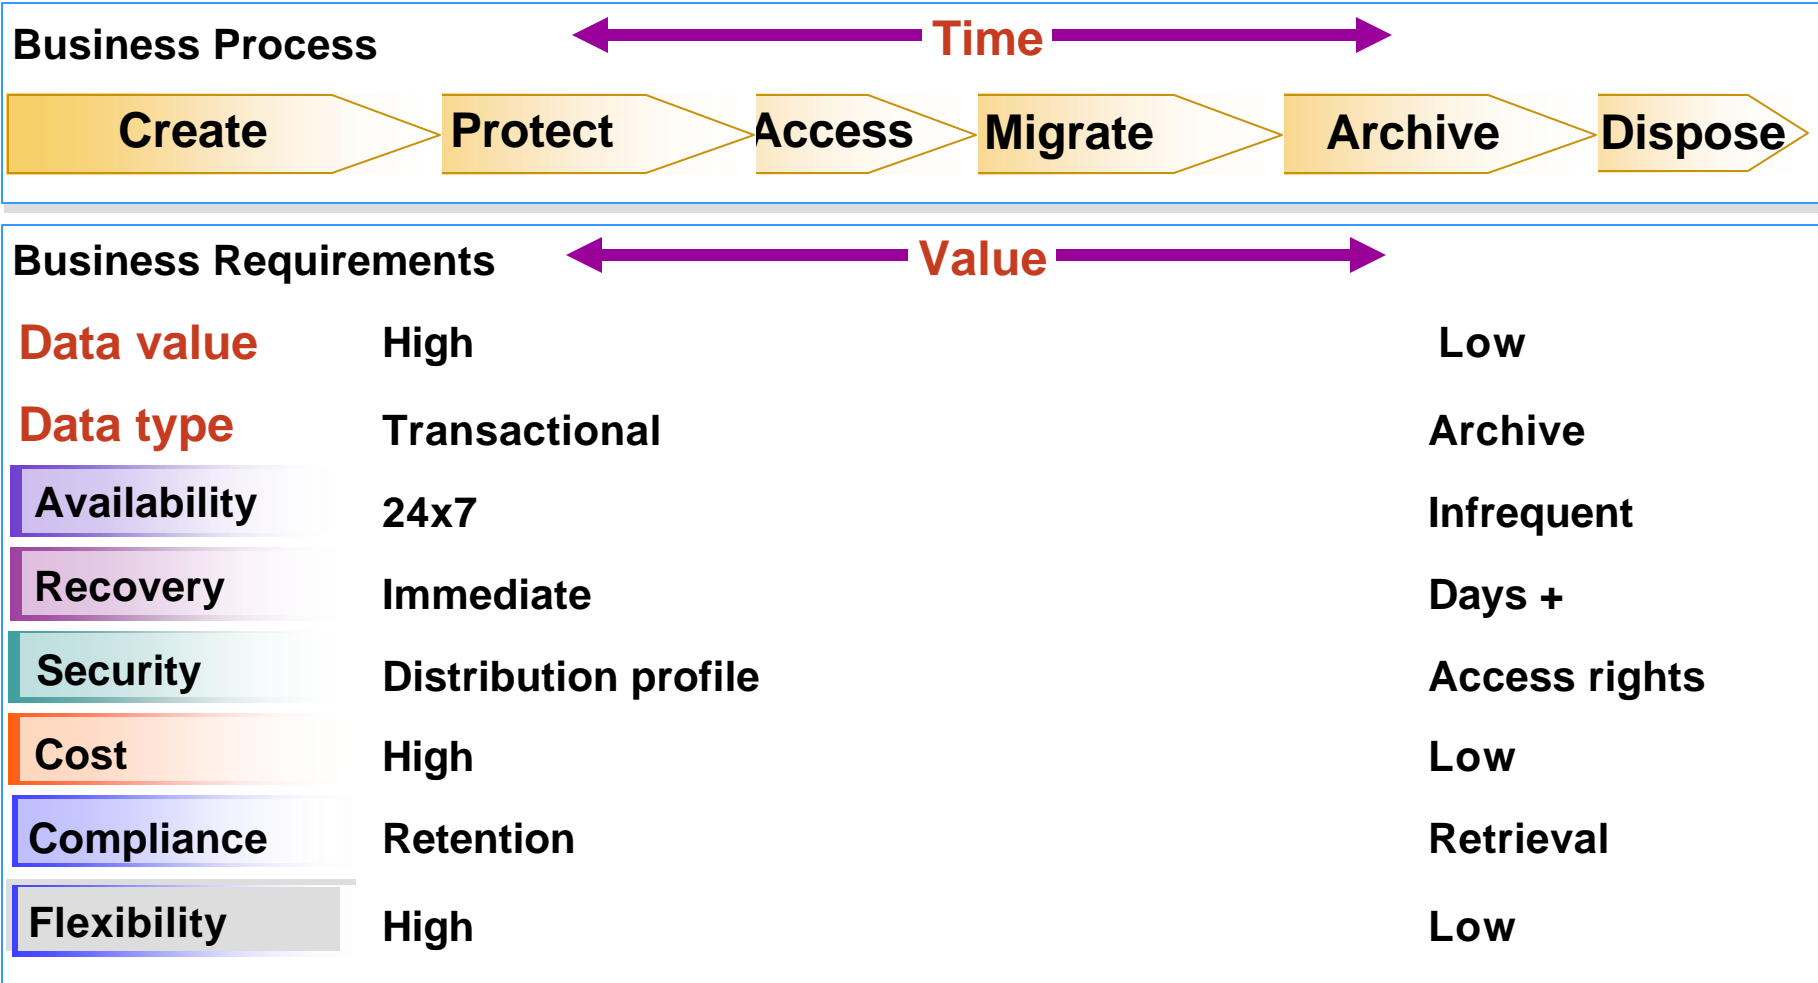 Business Process
Time
Create Protect Access Migrate Archive Dispose
Business Requirements
Value
Data value High Low
Data type Transactional Archive
Availability 24x7 Infrequent
Recovery Immediate Days +
Security Distribution profile Access rights
Cost High Low
Compliance Retention Retrieval
Flexibility High Low